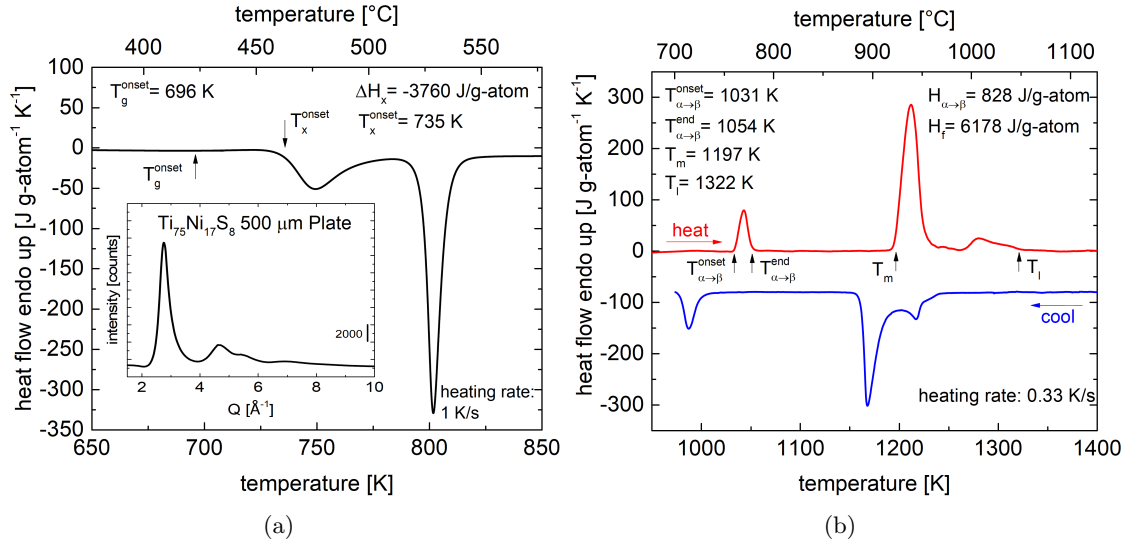 temperature [°C]
400 450 500 550
100
50
0
-50
-100
-150
-200
-250
-300
-350
heat flow endo up [J g-atom⁻¹ K⁻¹]
T_g^onset = 696 K
ΔH_x = -3760 J/g-atom
T_x^onset
T_x^onset = 735 K
T_g^onset
Ti₇₅Ni₁₇S₈ 500 μm Plate
intensity [counts]
2000
2 4 6 8 10
Q [Å⁻¹]
heating rate:
1 K/s
650 700 750 800 850
temperature [K]
(a)
temperature [°C]
700 800 900 1000 1100
300
200
100
0
-100
-200
-300
heat flow endo up [J g-atom⁻¹ K⁻¹]
T_α→β^onset = 1031 K
T_α→β^end = 1054 K
T_m = 1197 K
T_l = 1322 K
H_α→β = 828 J/g-atom
H_f = 6178 J/g-atom
heat
T_α→β^onset
T_α→β^end
T_m
T_l
cool
heating rate: 0.33 K/s
1000 1100 1200 1300 1400
temperature [K]
(b)